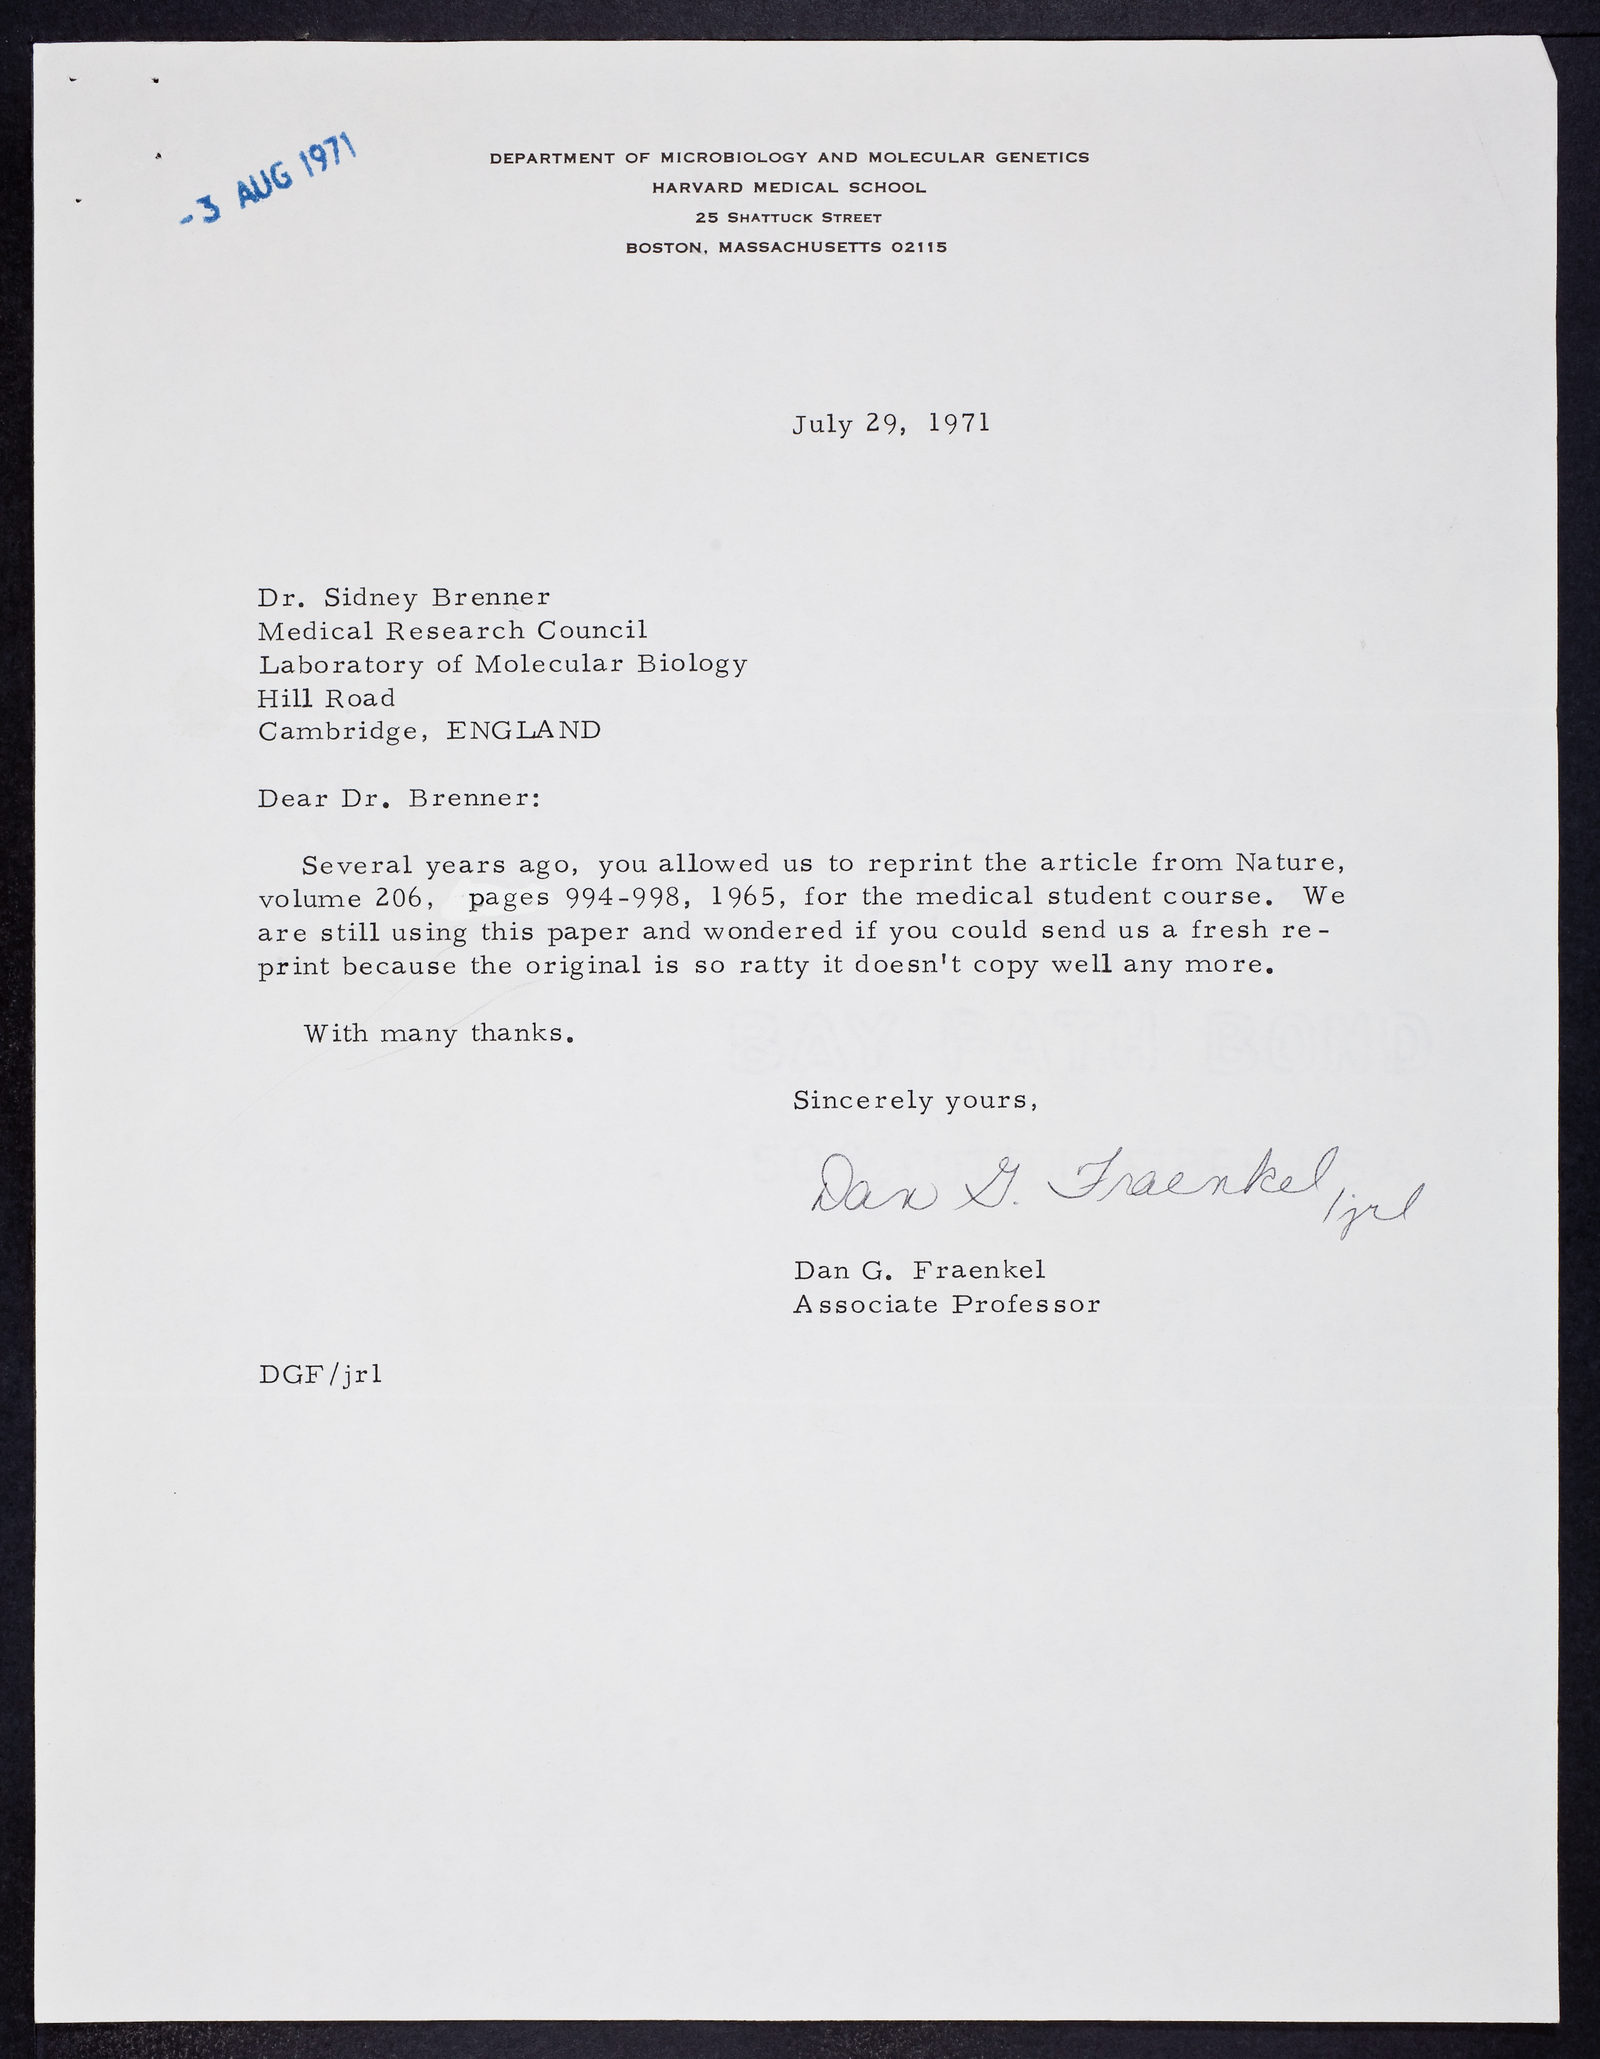 -3 AUG 1971
DEPARTMENT OF MICROBIOLOGY AND MOLECULAR GENETICS
HARVARD MEDICAL SCHOOL
25 SHATTUCK STREET
BOSTON, MASSACHUSETTS 02115
July 29, 1971
Dr. Sidney Brenner
Medical Research Council
Laboratory of Molecular Biology
Hill Road
Cambridge, ENGLAND
Dear Dr. Brenner:
Several years ago, you allowed us to reprint the article from Nature,
volume 206, pages 994-998, 1965, for the medical student course. We
are still using this paper and wondered if you could send us a fresh re-
print because the original is so ratty it doesn't copy well any more.
With many thanks.
Sincerely yours,
Dan G. Fraenkel/jrl
Dan G. Fraenkel
Associate Professor
DGF/jrl